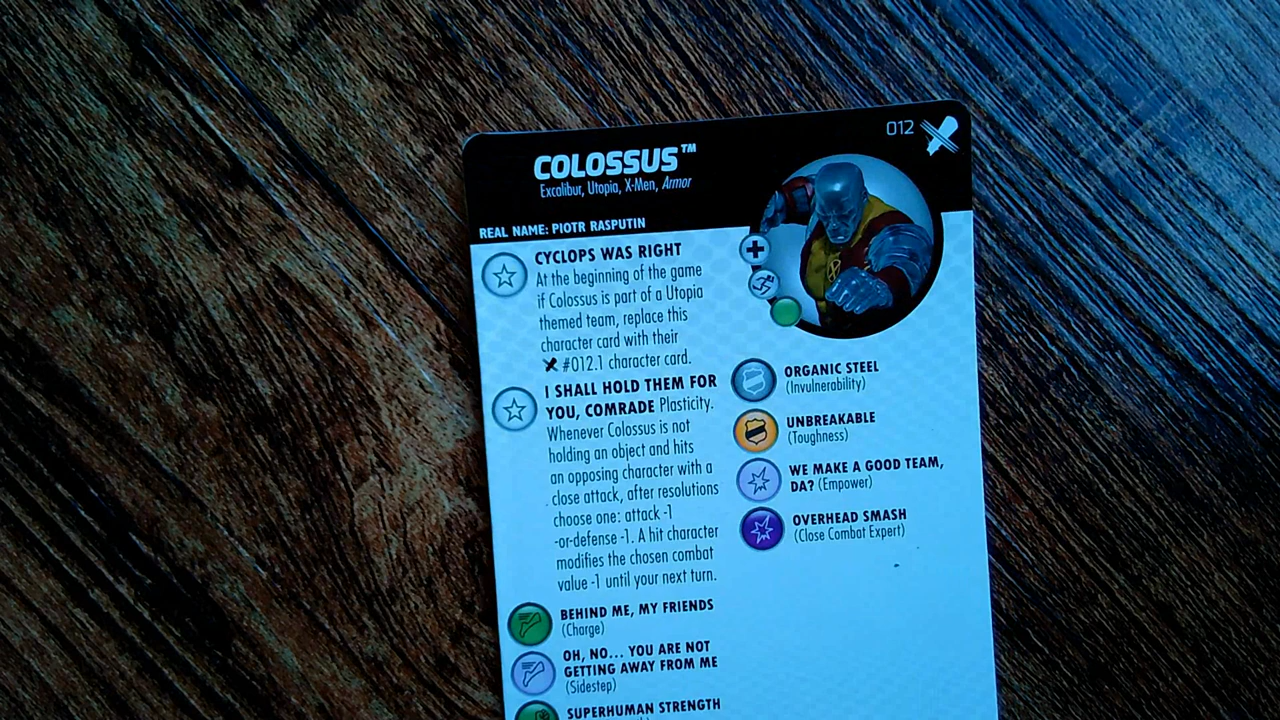 012
COLOSSUS™
Excalibur, Utopia, X-Men, Armor
REAL NAME: PIOTR RASPUTIN
CYCLOPS WAS RIGHT
At the beginning of the game
if Colossus is part of a Utopia
themed team, replace this
character card with their
#012.1 character card.
I SHALL HOLD THEM FOR
YOU, COMRADE Plasticity.
Whenever Colossus is not
holding an object and hits
an opposing character with a
close attack, after resolutions
choose one: attack -1
-or-defense -1. A hit character
modifies the chosen combat
value -1 until your next turn.
BEHIND ME, MY FRIENDS
(Charge)
OH, NO... YOU ARE NOT
GETTING AWAY FROM ME
(Sidestep)
SUPERHUMAN STRENGTH
ORGANIC STEEL
(Invulnerability)
UNBREAKABLE
(Toughness)
WE MAKE A GOOD TEAM,
DA? (Empower)
OVERHEAD SMASH
(Close Combat Expert)